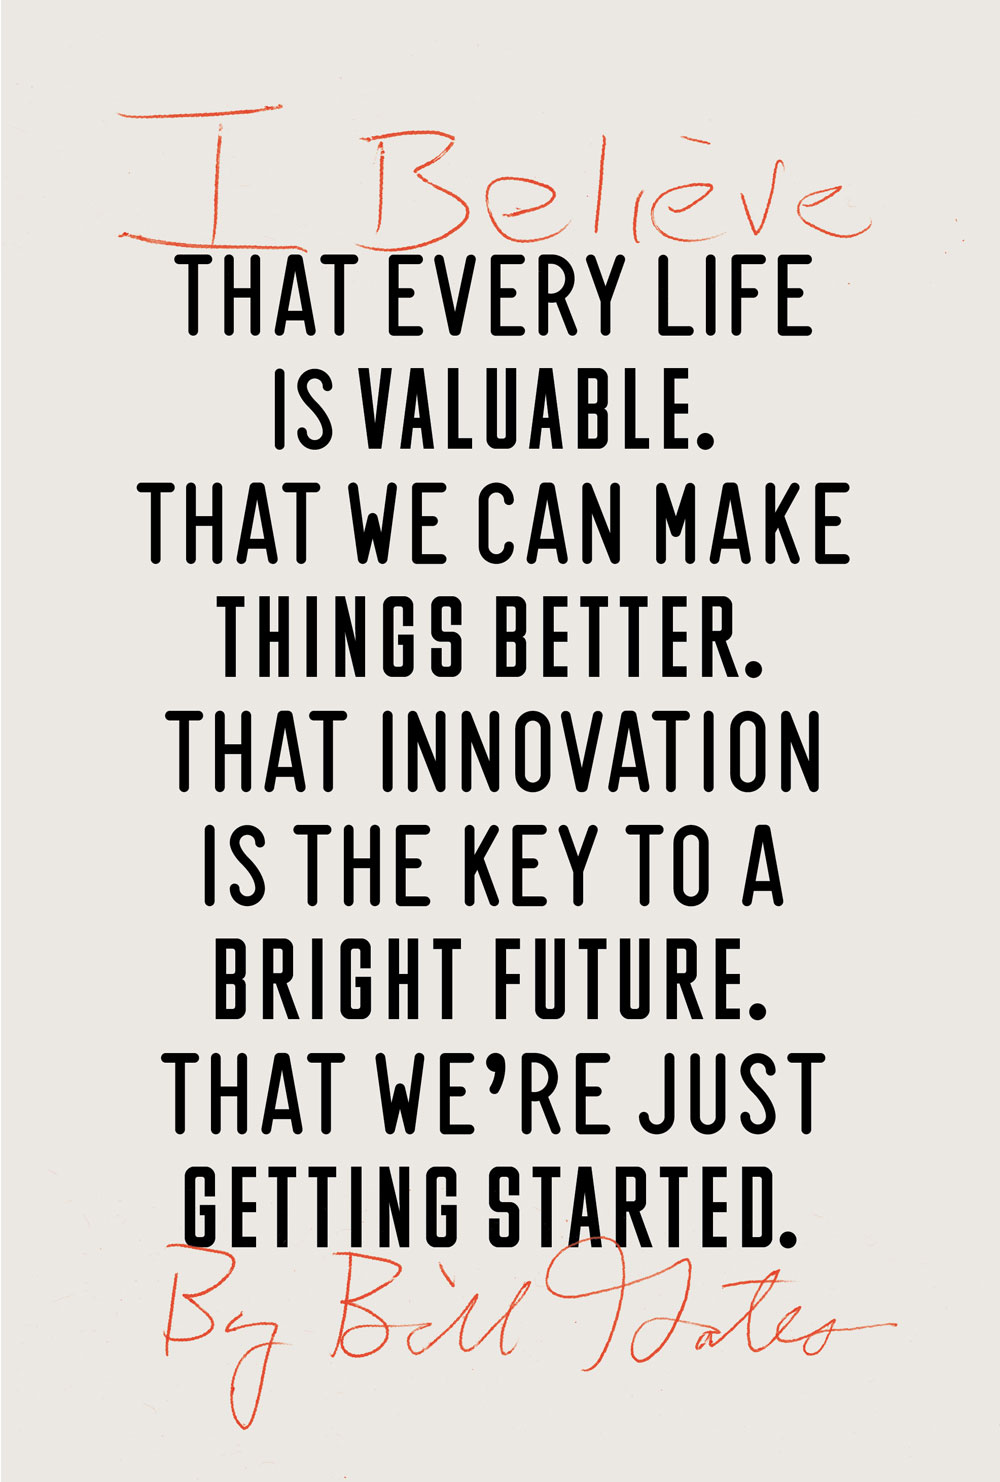 I Believe
THAT EVERY LIFE
IS VALUABLE.
THAT WE CAN MAKE
THINGS BETTER.
THAT INNOVATION
IS THE KEY TO A
BRIGHT FUTURE.
THAT WE’RE JUST
GETTING STARTED.
By Bill Gates